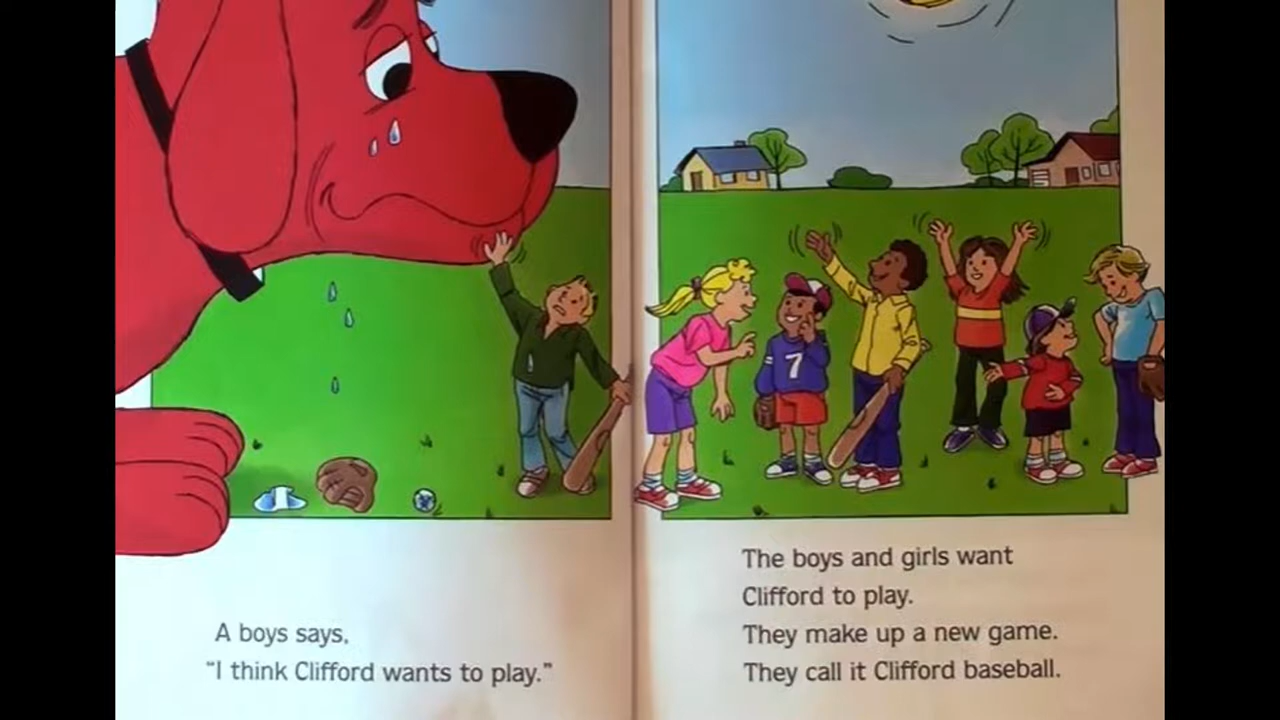 7
A boys says,
“I think Clifford wants to play.”
The boys and girls want
Clifford to play.
They make up a new game.
They call it Clifford baseball.